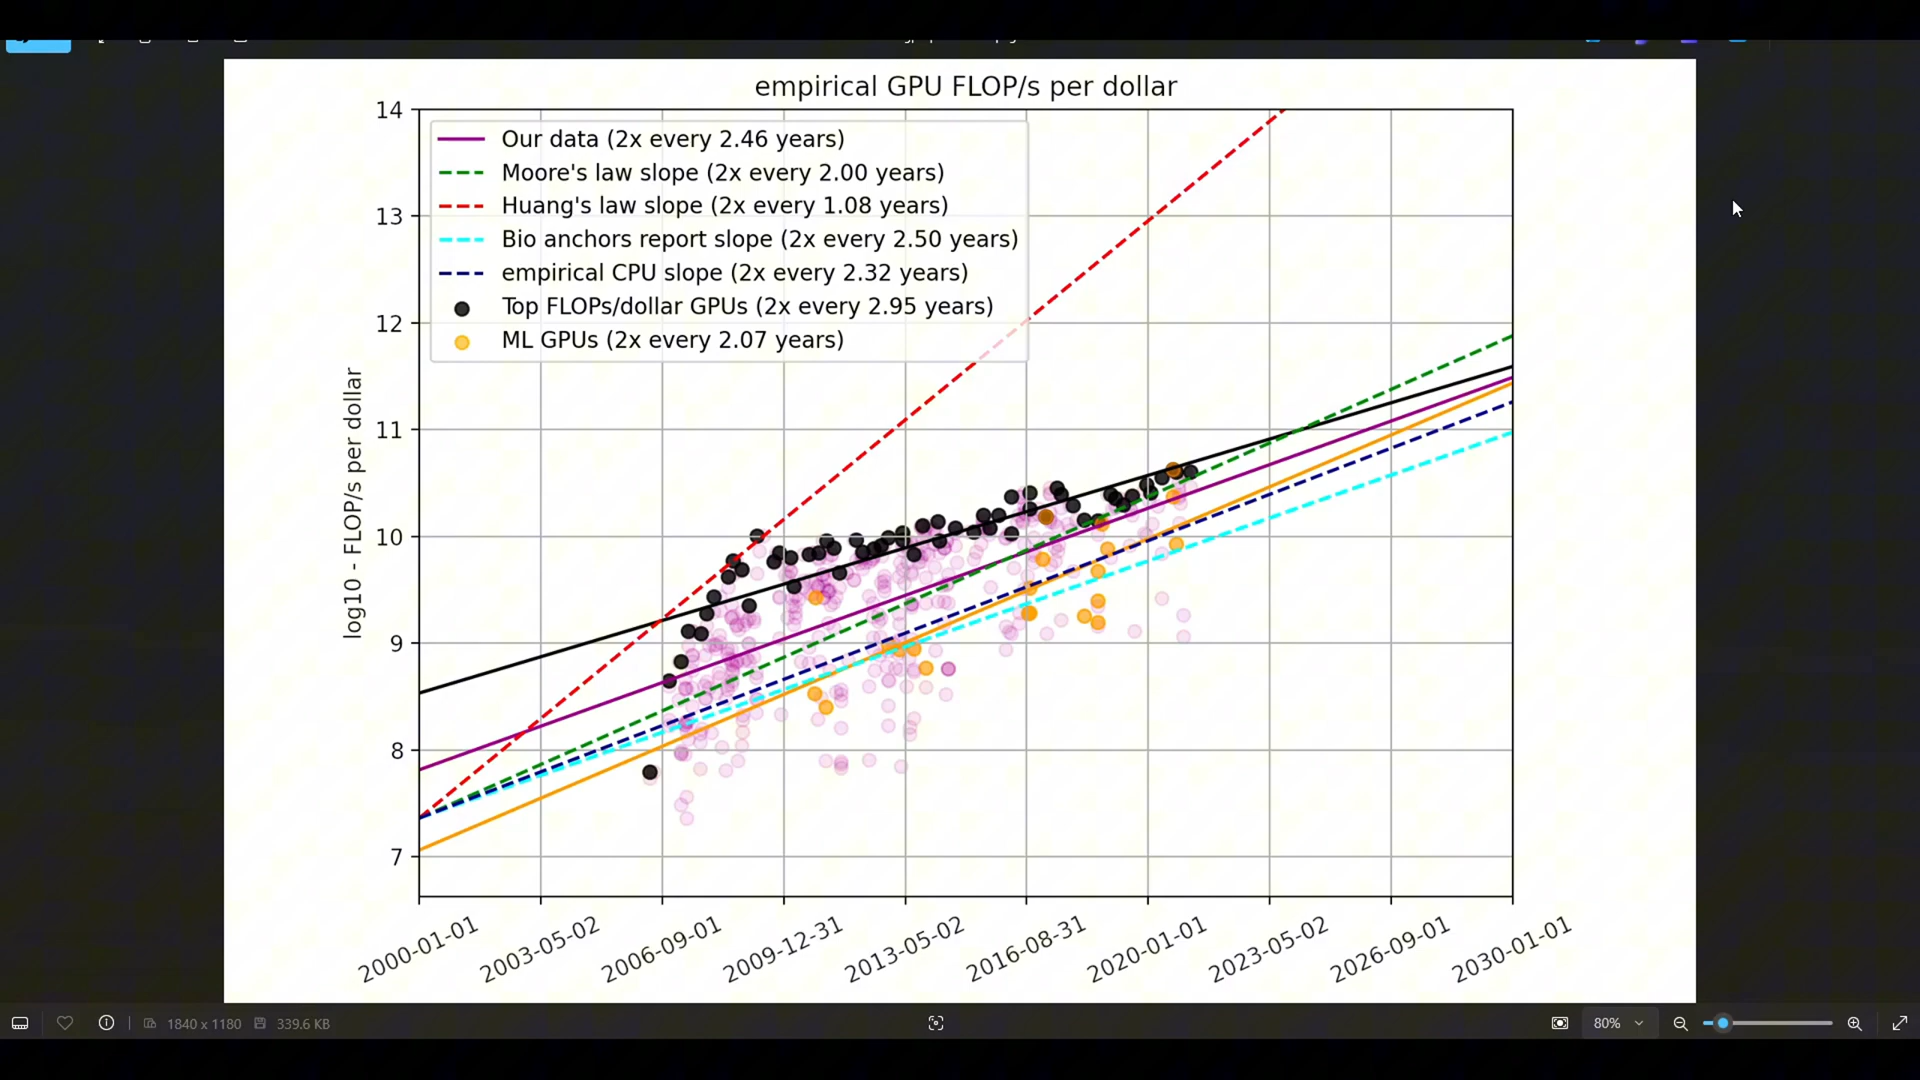 empirical GPU FLOP/s per dollar
14
13
12
11
10
9
8
7
log10 - FLOP/s per dollar
Our data (2x every 2.46 years)
Moore's law slope (2x every 2.00 years)
Huang's law slope (2x every 1.08 years)
Bio anchors report slope (2x every 2.50 years)
empirical CPU slope (2x every 2.32 years)
Top FLOPs/dollar GPUs (2x every 2.95 years)
ML GPUs (2x every 2.07 years)
2000-01-01
2003-05-02
2006-09-01
2009-12-31
2013-05-02
2016-08-31
2020-01-01
2023-05-02
2026-09-01
2030-01-01
1840 x 1180
339.6 KB
80%